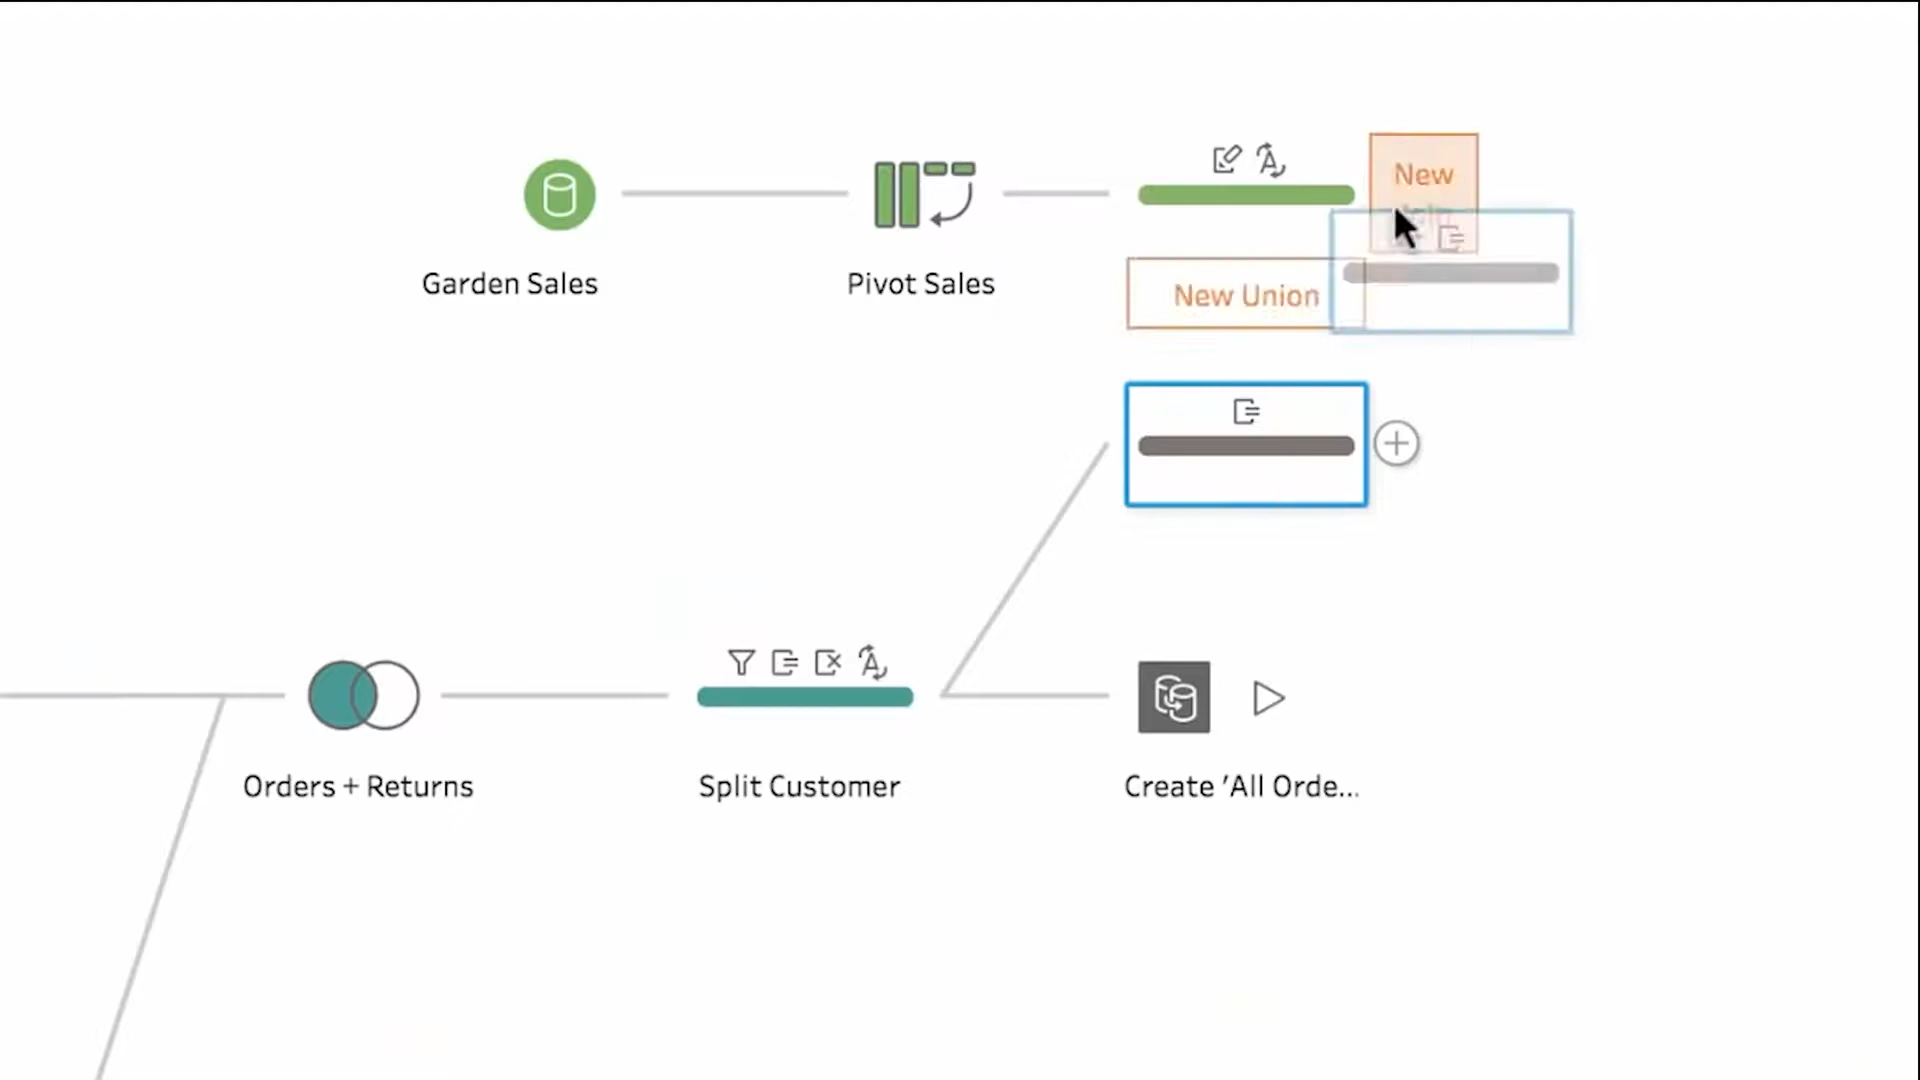 New
Garden Sales
Pivot Sales
New Union
Orders + Returns
Split Customer
Create 'All Orde...